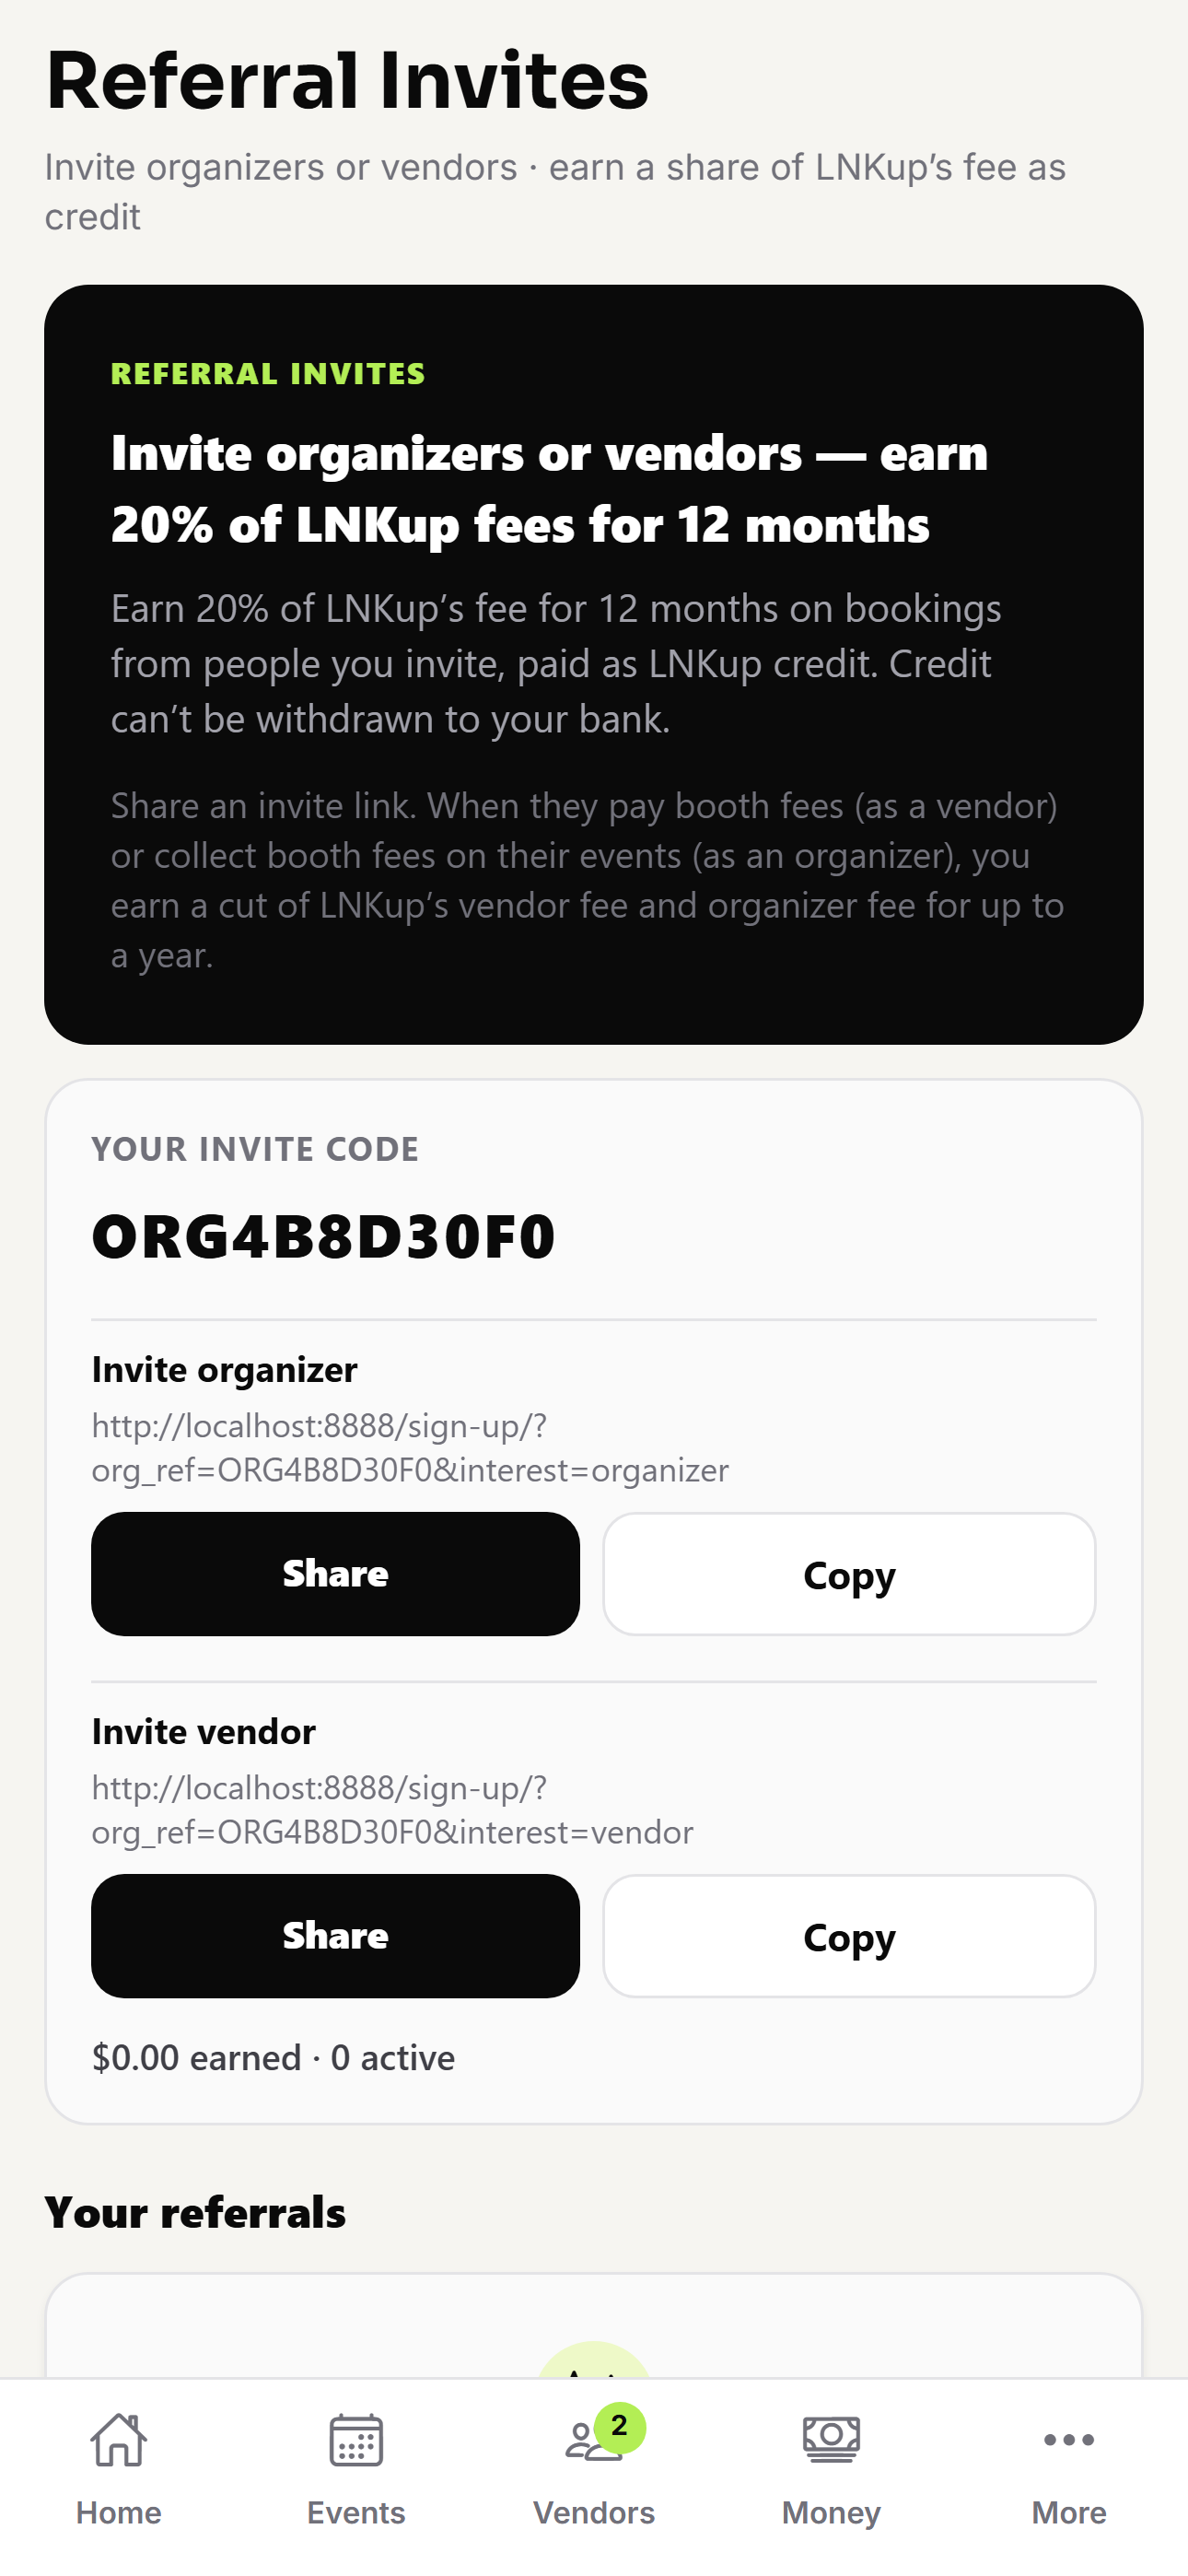 Referral Invites
Invite organizers or vendors · earn a share of LNKup’s fee as
credit
REFERRAL INVITES
Invite organizers or vendors — earn
20% of LNKup fees for 12 months
Earn 20% of LNKup’s fee for 12 months on bookings
from people you invite, paid as LNKup credit. Credit
can’t be withdrawn to your bank.
Share an invite link. When they pay booth fees (as a vendor)
or collect booth fees on their events (as an organizer), you
earn a cut of LNKup’s vendor fee and organizer fee for up to
a year.
YOUR INVITE CODE
ORG4B8D30F0
Invite organizer
http://localhost:8888/sign-up/?
org_ref=ORG4B8D30F0&interest=organizer
Share Copy
Invite vendor
http://localhost:8888/sign-up/?
org_ref=ORG4B8D30F0&interest=vendor
Share Copy
$0.00 earned · 0 active
Your referrals
2
Home Events Vendors Money More